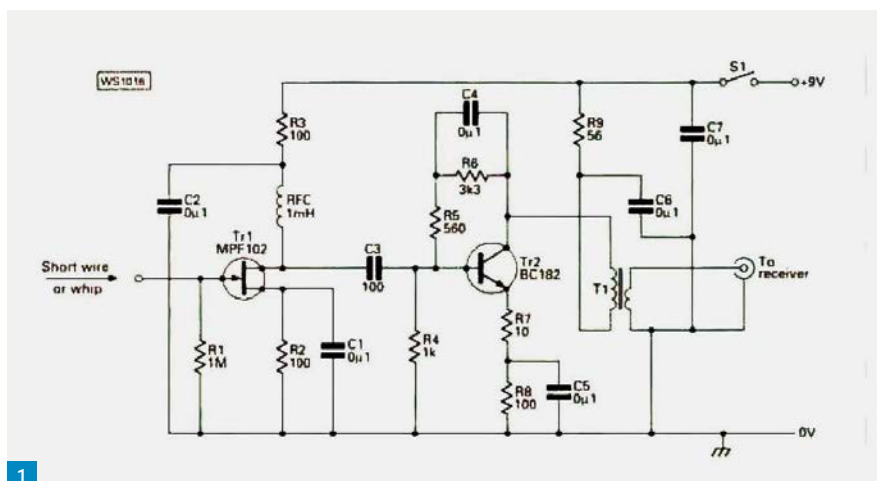 WS1016
S1
+9V
C4
0µ1
R3
100
R9
56
C7
0µ1
R6
3k3
C2
0µ1
RFC
1mH
C6
0µ1
R5
560
Tr1
MPF102
C3
100
Tr2
BC182
Short wire
or whip
To
receiver
T1
R7
10
R1
1M
R2
100
C1
0µ1
R4
1k
R8
100
C5
0µ1
0V
1